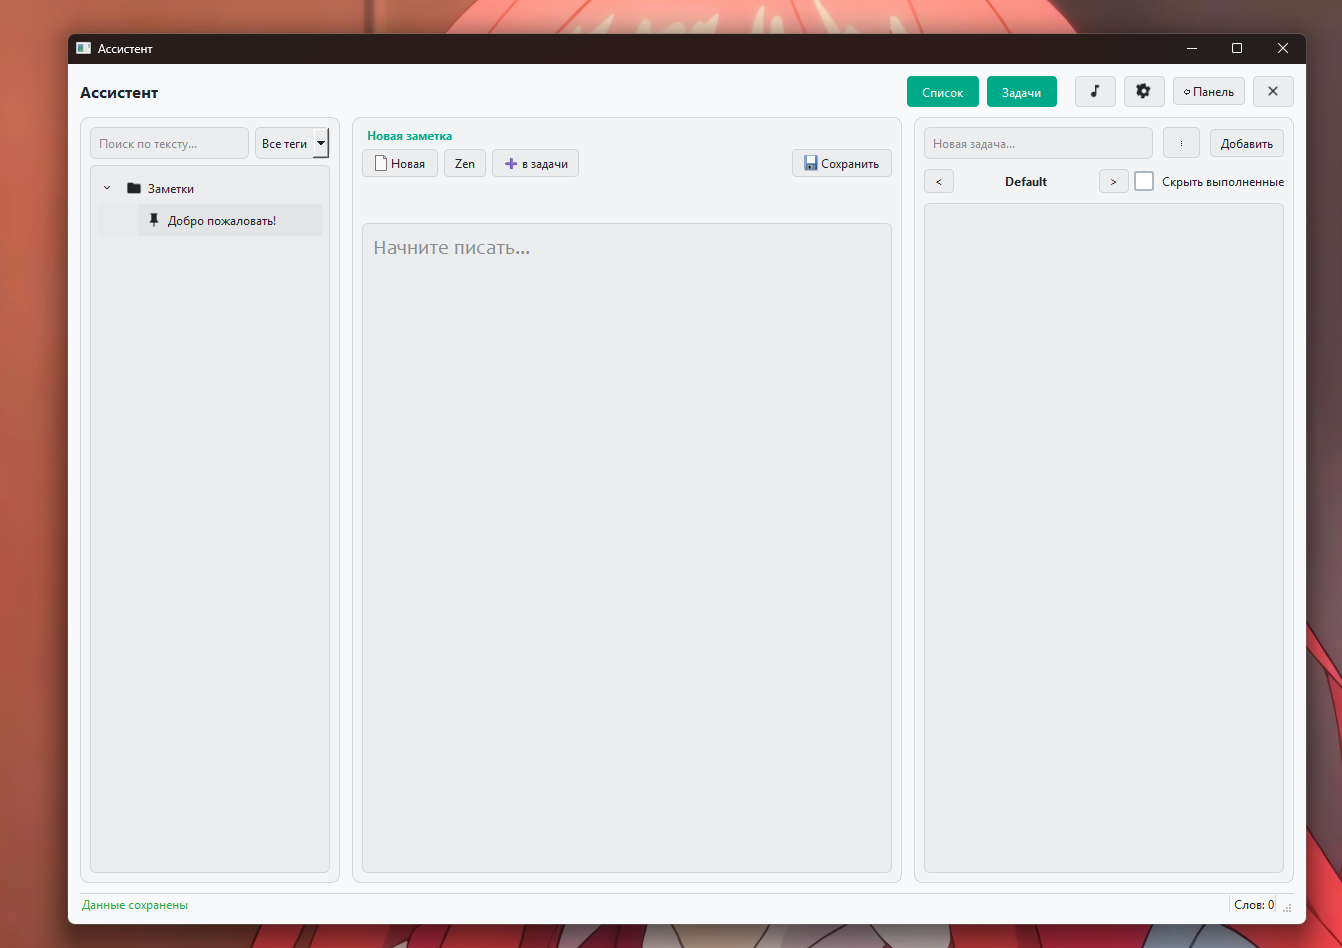 Ассистент
Ассистент
Список
Задачи
Панель
Поиск по тексту...
Все теги
Заметки
Добро пожаловать!
Новая заметка
Новая
Zen
в задачи
Сохранить
Начните писать...
Новая задача...
Добавить
<
Default
>
Скрыть выполненные
Данные сохранены
Слов: 0